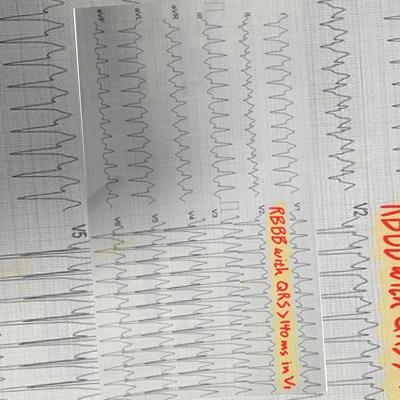 V2
RBBB with QRS >
V1
RBBB with QRS >140 ms in V1
II
V2
III
V3
aVR
V4
aVL
V5
aVF
V6
V5